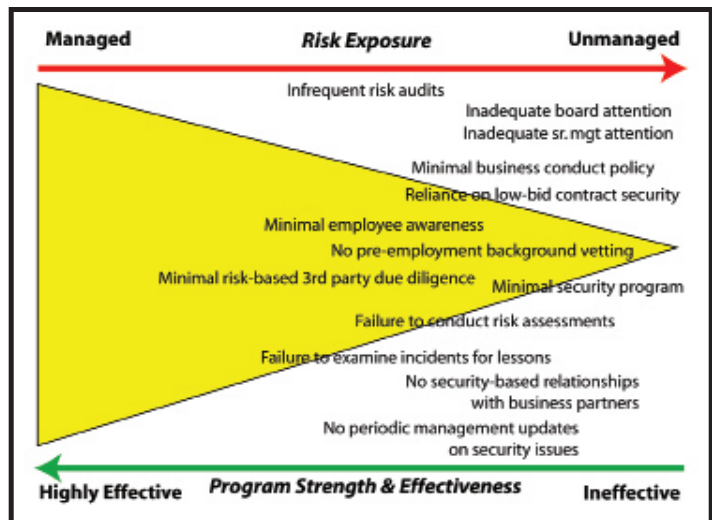 Managed Risk Exposure Unmanaged
Infrequent risk audits
Inadequate board attention
Inadequate sr. mgt attention
Minimal business conduct policy
Reliance on low-bid contract security
Minimal employee awareness
No pre-employment background vetting
Minimal risk-based 3rd party due diligence
Minimal security program
Failure to conduct risk assessments
Failure to examine incidents for lessons
No security-based relationships
with business partners
No periodic management updates
on security issues
Highly Effective Program Strength & Effectiveness Ineffective